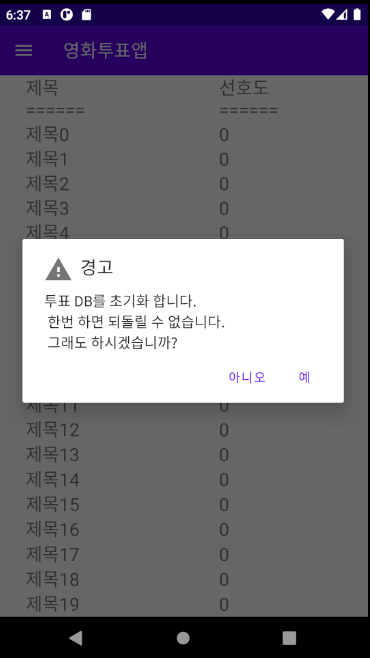 6:37
영화투표앱
제목 선호도
====== ======
제목0 0
제목1 0
제목2 0
제목3 0
제목4 0
경고
투표 DB를 초기화 합니다.
한번 하면 되돌릴 수 없습니다.
그래도 하시겠습니까?
아니오 예
제목11 0
제목12 0
제목13 0
제목14 0
제목15 0
제목16 0
제목17 0
제목18 0
제목19 0